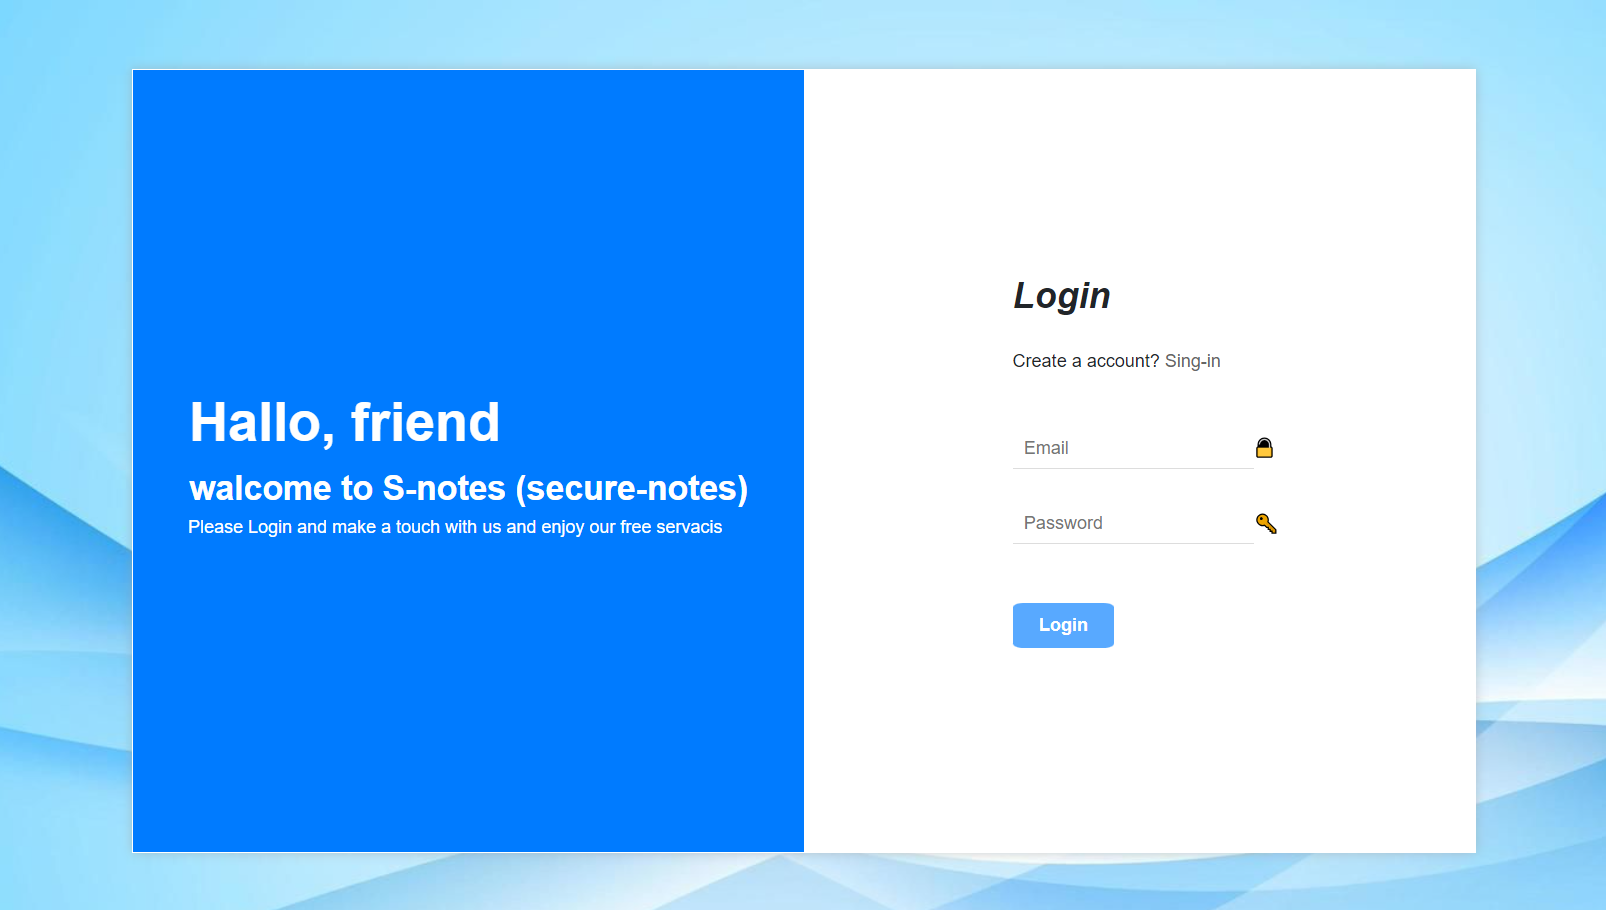 Hallo, friend
walcome to S-notes (secure-notes)
Please Login and make a touch with us and enjoy our free servacis
Login
Create a account? Sing-in
Email
Password
Login